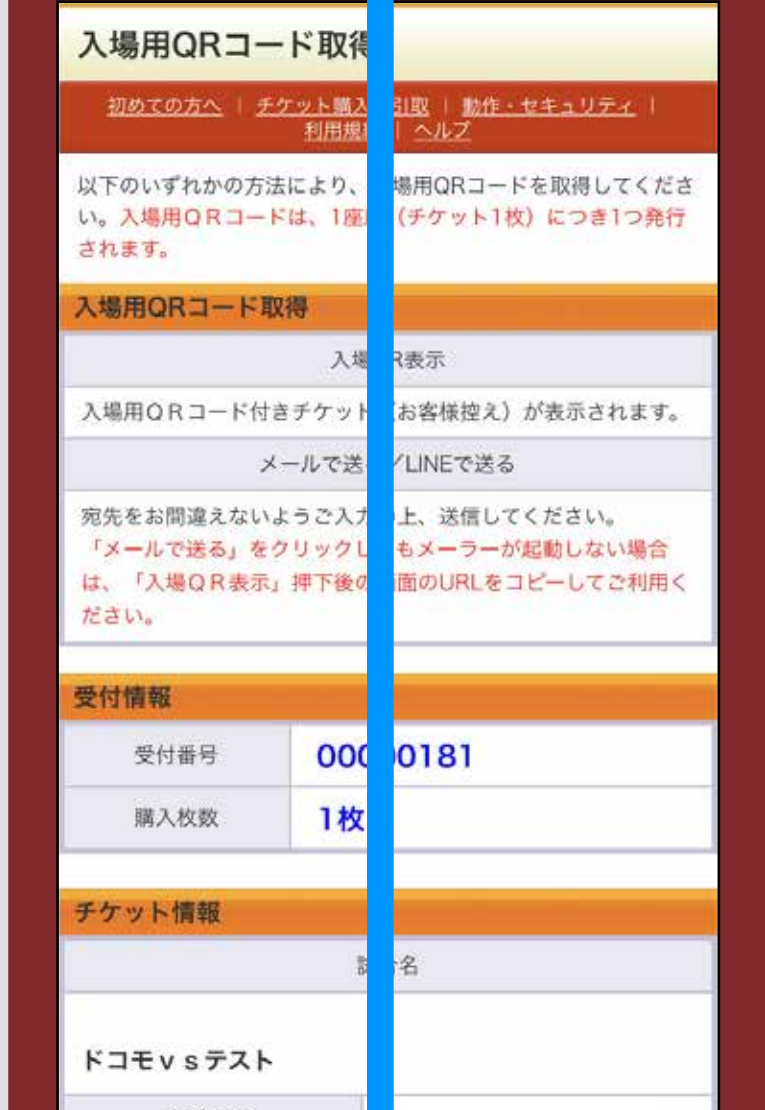 入場用QRコード取得
初めての方へ | チケット購入 引取 | 動作・セキュリティ |
利用規 | ヘルプ
以下のいずれかの方法により、 場用QRコードを取得してくださ
い。入場用ＱＲコードは、1座 （チケット1枚）につき1つ発行
されます。
入場用QRコード取得
入場 R表示
入場用ＱＲコード付きチケット（お客様控え）が表示されます。
メールで送 ／LINEで送る
宛先をお間違えないようご入力 上、送信してください。
「メールで送る」をクリックし もメーラーが起動しない場合
は、「入場ＱＲ表示」押下後の 面のURLをコピーしてご利用く
ださい。
受付情報
受付番号 000 0181
購入枚数 1枚
チケット情報
名
ドコモｖｓテスト